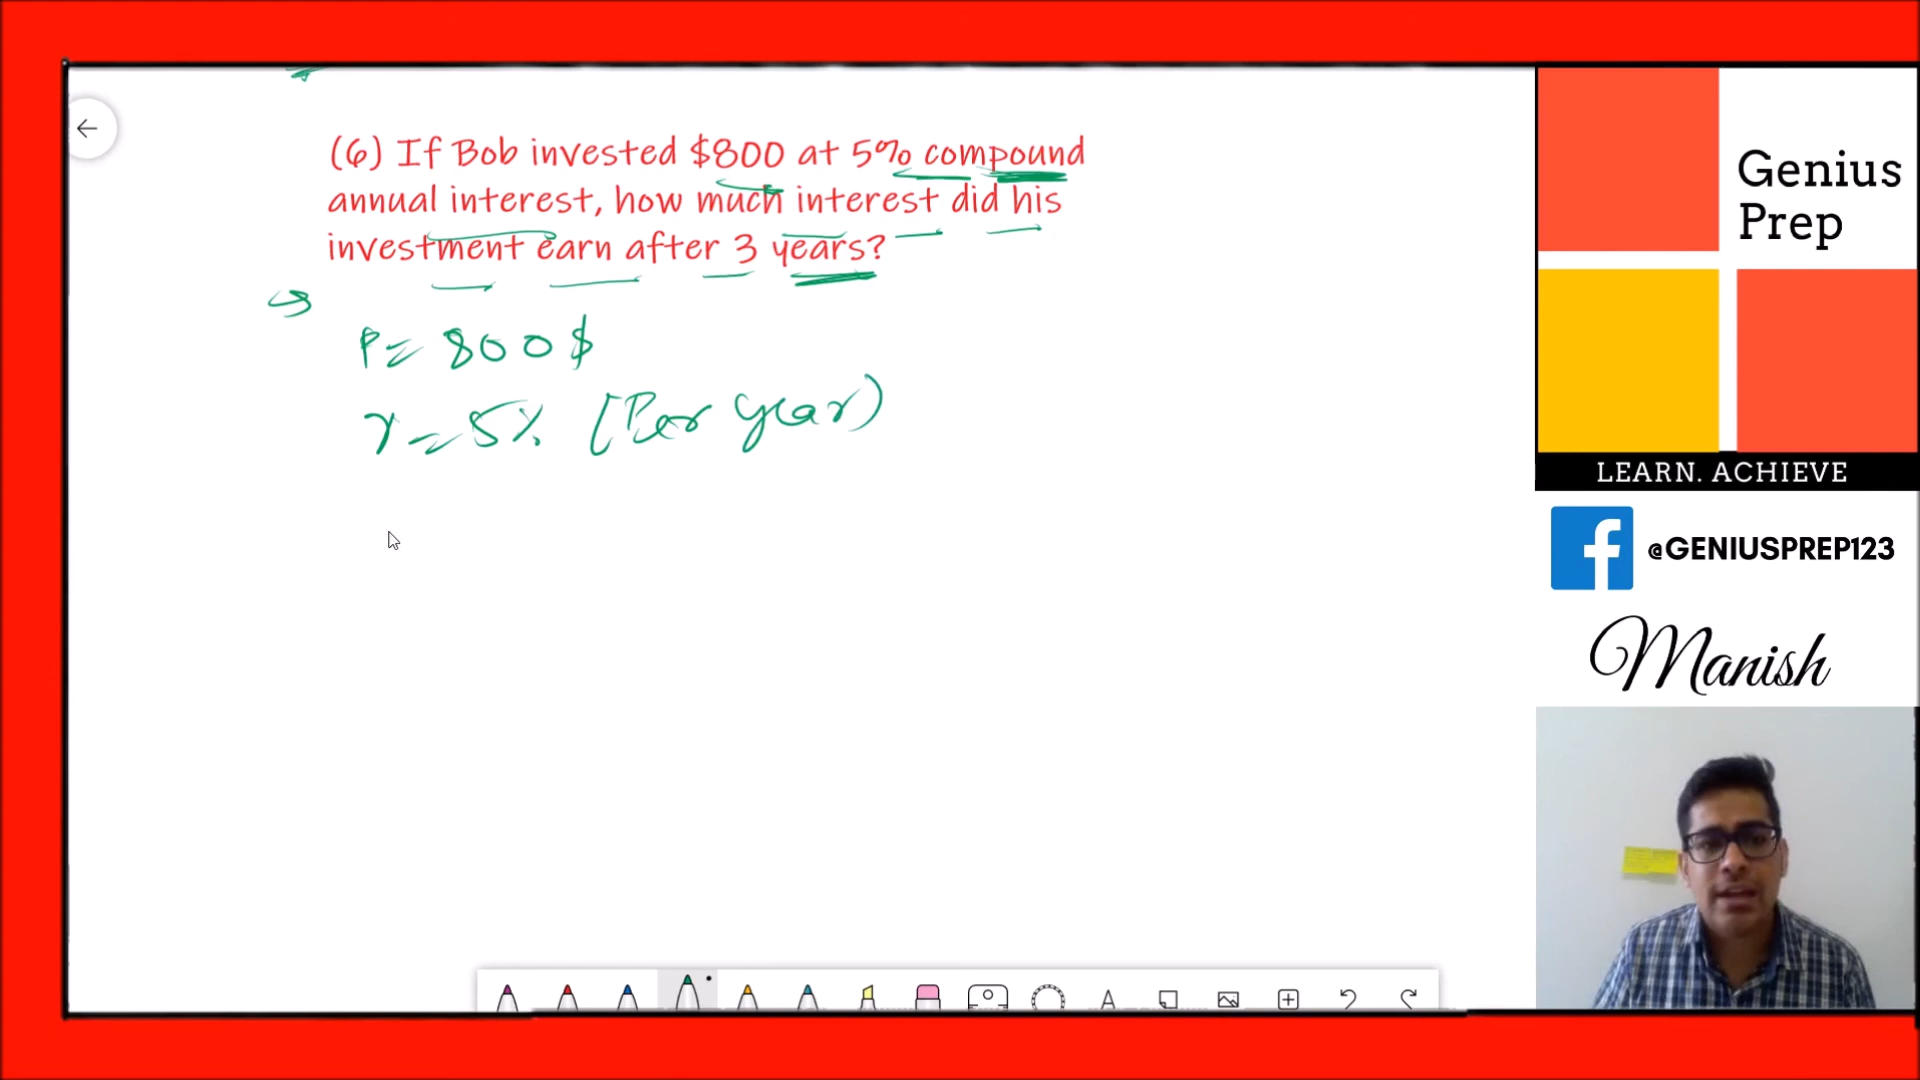 (6) If Bob invested $800 at 5% compound
annual interest, how much interest did his
investment earn after 3 years?
P = 800 $
r = 5% (Per year)
Genius
Prep
LEARN. ACHIEVE
f @GENIUSPREP123
Manish
A